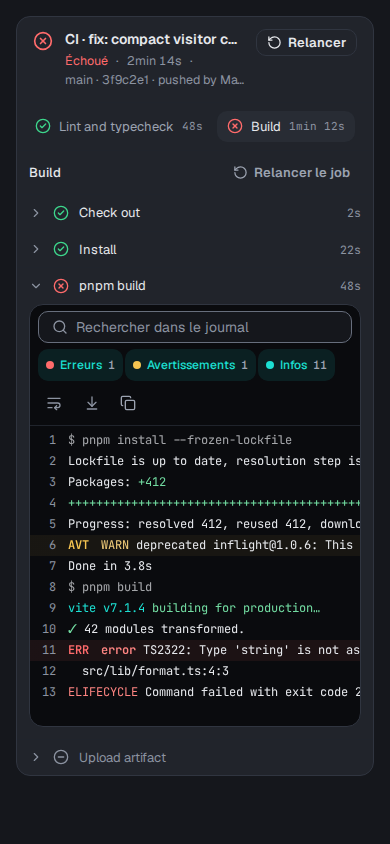 CI · fix: compact visitor c…
Relancer
Échoué · 2min 14s ·
main · 3f9c2e1 · pushed by Ma…
Lint and typecheck 48s
Build 1min 12s
Build
Relancer le job
Check out 2s
Install 22s
pnpm build 48s
Rechercher dans le journal
Erreurs 1
Avertissements 1
Infos 11
1 $ pnpm install --frozen-lockfile
2 Lockfile is up to date, resolution step is
3 Packages: +412
4 ++++++++++++++++++++++++++++++++++++++++
5 Progress: resolved 412, reused 412, downlo
6 AVT WARN deprecated inflight@1.0.6: This
7 Done in 3.8s
8 $ pnpm build
9 vite v7.1.4 building for production…
10 ✓ 42 modules transformed.
11 ERR error TS2322: Type 'string' is not as
12 src/lib/format.ts:4:3
13 ELIFECYCLE Command failed with exit code 2
Upload artifact